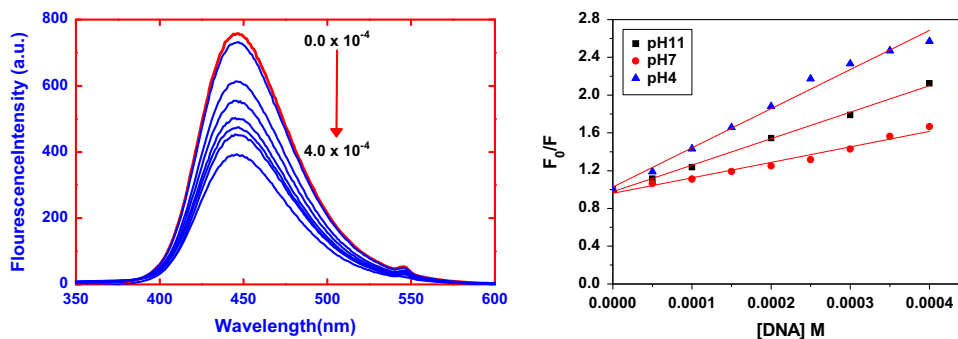 800
600
400
200
0
FlourescenceIntensity (a.u.)
0.0 x 10⁻⁴
4.0 x 10⁻⁴
350 400 450 500 550 600
Wavelength(nm)
2.8
2.4
2.0
1.6
1.2
0.8
0.4
0.0
F₀/F
pH11
pH7
pH4
0.0000 0.0001 0.0002 0.0003 0.0004
[DNA] M